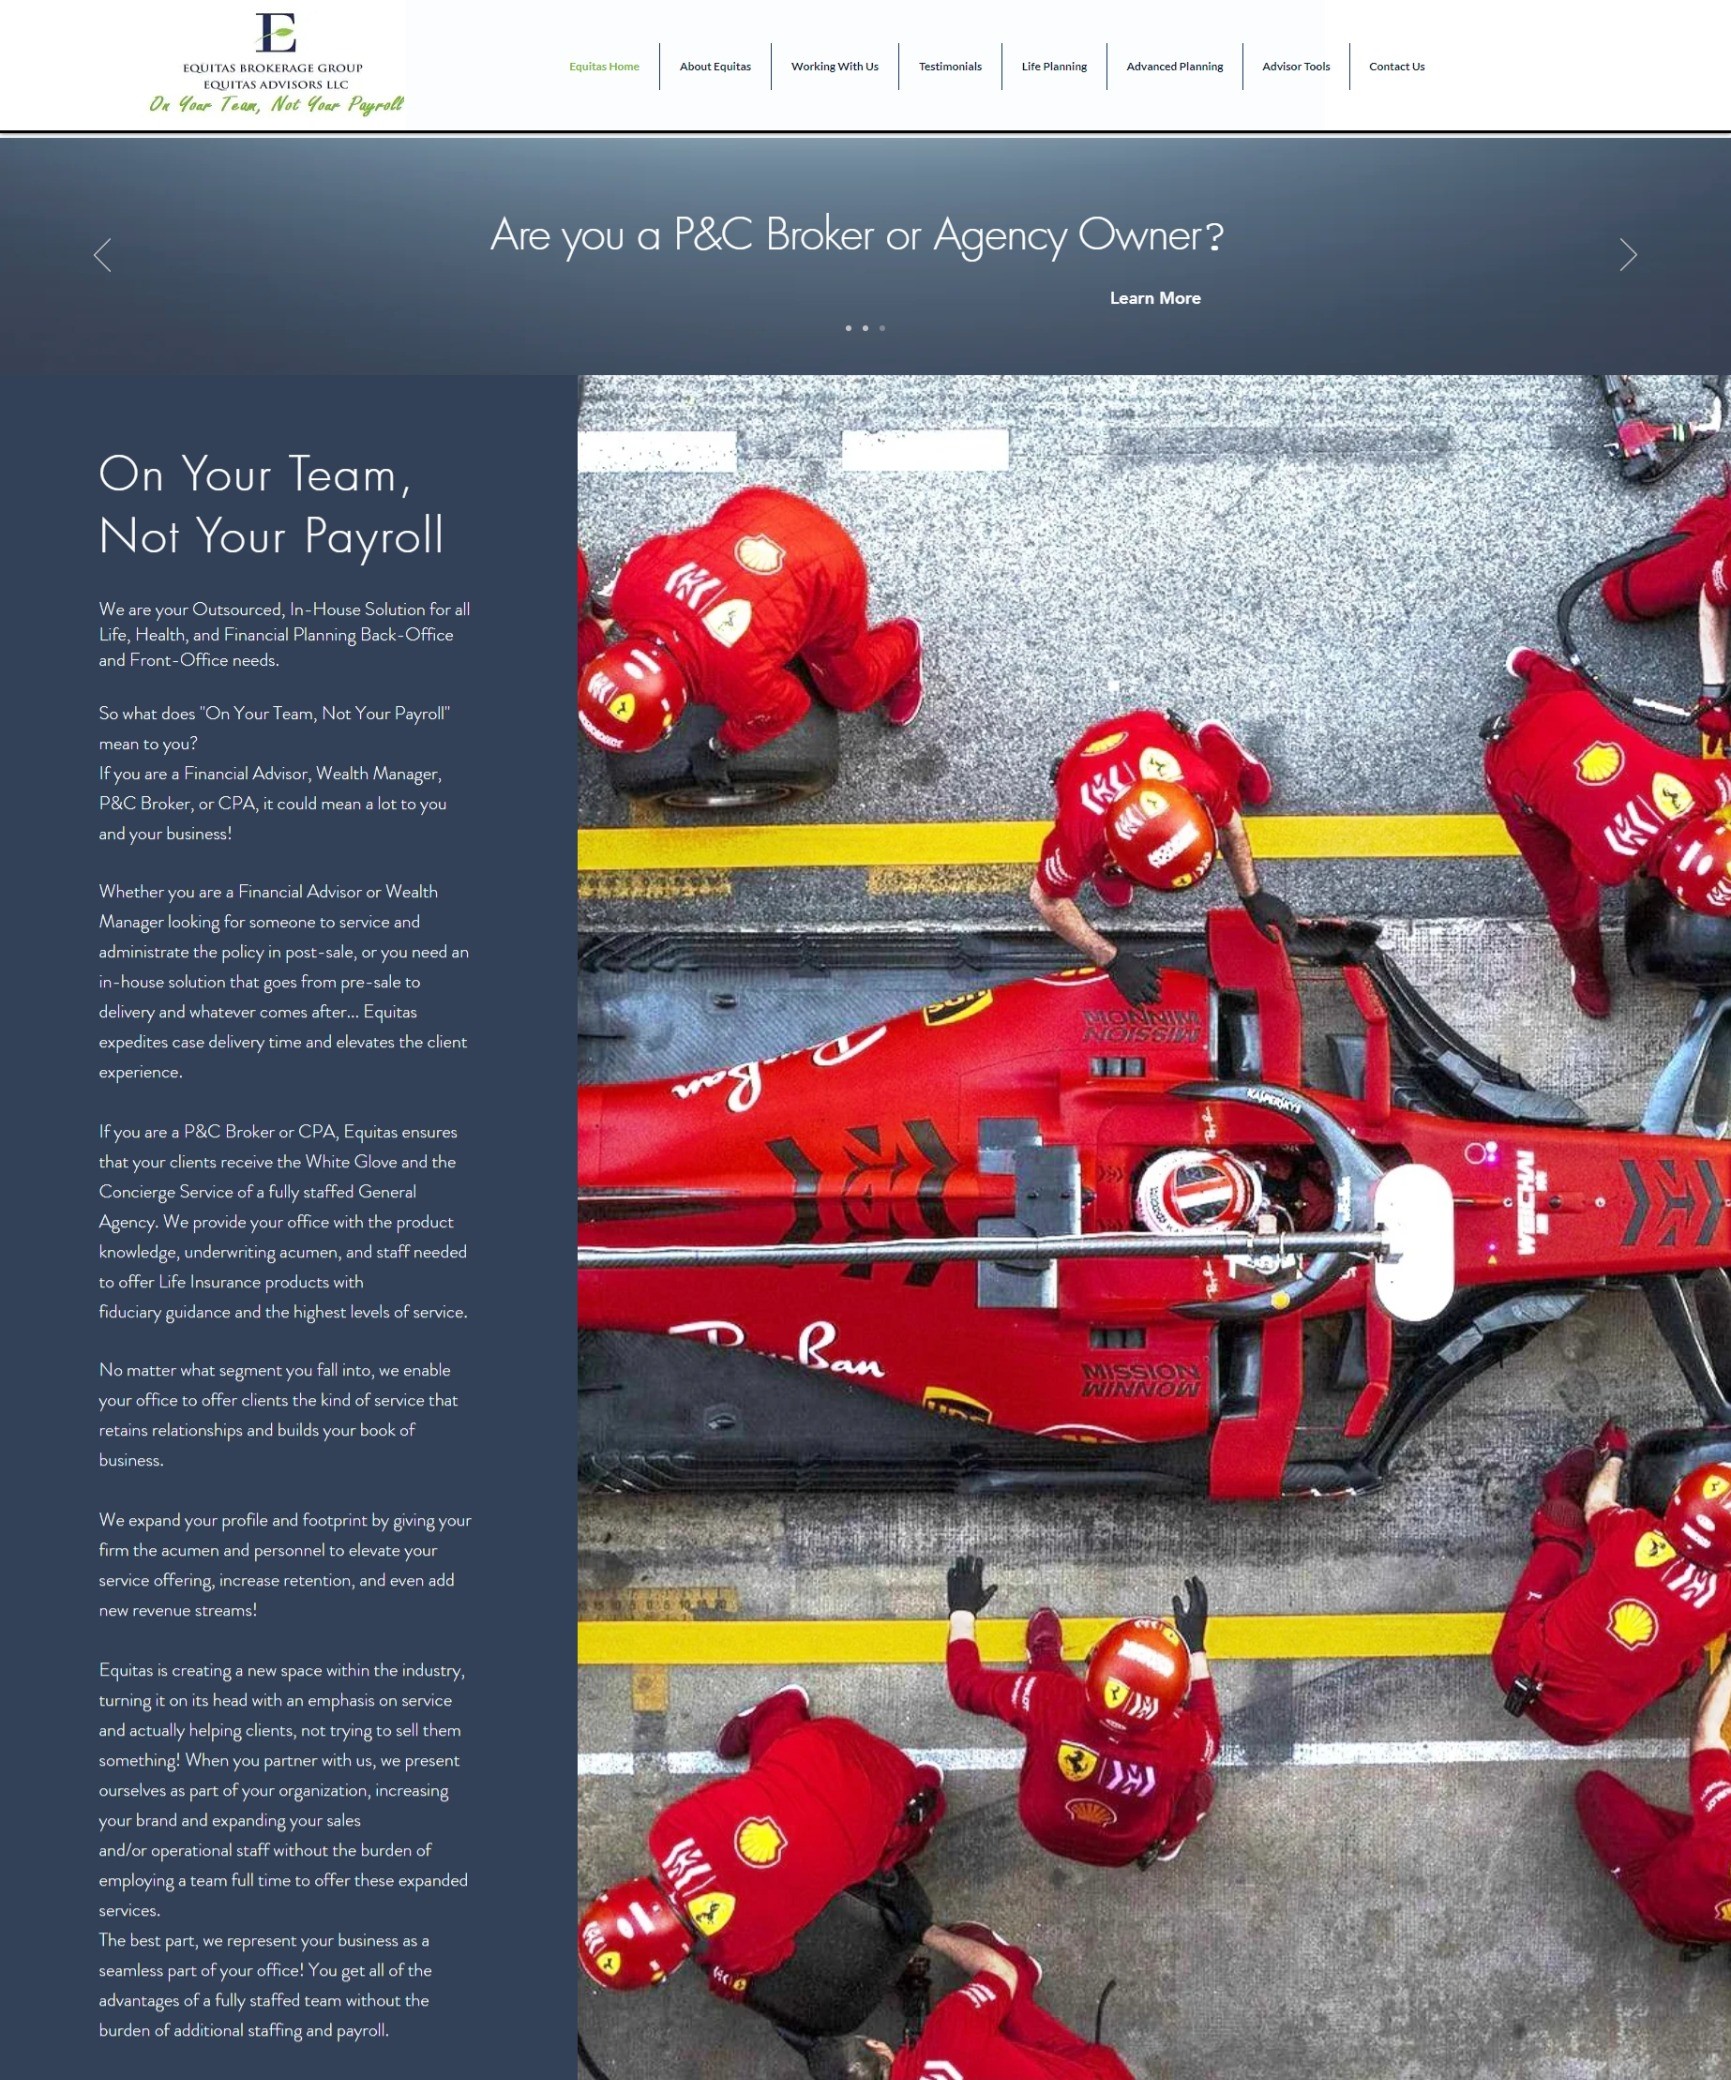 E
EQUITAS BROKERAGE GROUP
EQUITAS ADVISORS LLC
On Your Team, Not Your Payroll
Equitas Home
About Equitas
Working With Us
Testimonials
Life Planning
Advanced Planning
Advisor Tools
Contact Us
Are you a P&C Broker or Agency Owner?
Learn More
On Your Team,
Not Your Payroll
We are your Outsourced, In-House Solution for all
Life, Health, and Financial Planning Back-Office
and Front-Office needs.
So what does "On Your Team, Not Your Payroll"
mean to you?
If you are a Financial Advisor, Wealth Manager,
P&C Broker, or CPA, it could mean a lot to you
and your business!
Whether you are a Financial Advisor or Wealth
Manager looking for someone to service and
administrate the policy in post-sale, or you need an
in-house solution that goes from pre-sale to
delivery and whatever comes after... Equitas
expedites case delivery time and elevates the client
experience.
If you are a P&C Broker or CPA, Equitas ensures
that your clients receive the White Glove and the
Concierge Service of a fully staffed General
Agency. We provide your office with the product
knowledge, underwriting acumen, and staff needed
to offer Life Insurance products with
fiduciary guidance and the highest levels of service.
No matter what segment you fall into, we enable
your office to offer clients the kind of service that
retains relationships and builds your book of
business.
We expand your profile and footprint by giving your
firm the acumen and personnel to elevate your
service offering, increase retention, and even add
new revenue streams!
Equitas is creating a new space within the industry,
turning it on its head with an emphasis on service
and actually helping clients, not trying to sell them
something! When you partner with us, we present
ourselves as part of your organization, increasing
your brand and expanding your sales
and/or operational staff without the burden of
employing a team full time to offer these expanded
services.
The best part, we represent your business as a
seamless part of your office! You get all of the
advantages of a fully staffed team without the
burden of additional staffing and payroll.
ups
MISSION
WINNOW
Ray-Ban
KASPERSKY
WEICHAI
Ray-Ban
MISSION
WINNOW
ups